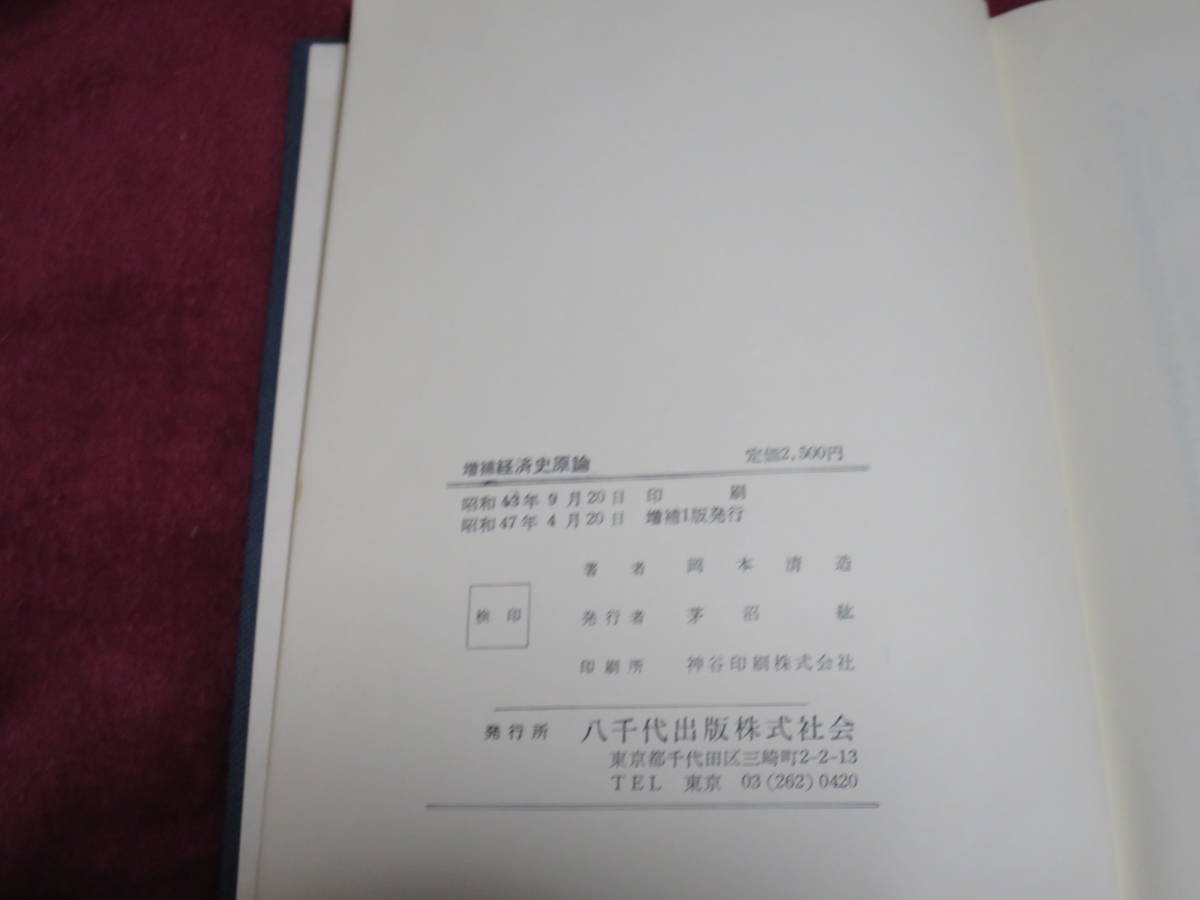 増補経済史原論 定価2,500円
昭和43年9月20日 印 刷
昭和47年4月20日 増補1版発行
著者 岡本清造
検印
発行者 茅沼 紘
印刷所 神谷印刷株式会社
発行所 八千代出版株式社会
東京都千代田区三崎町2-2-13
TEL 東京 03(262)0420